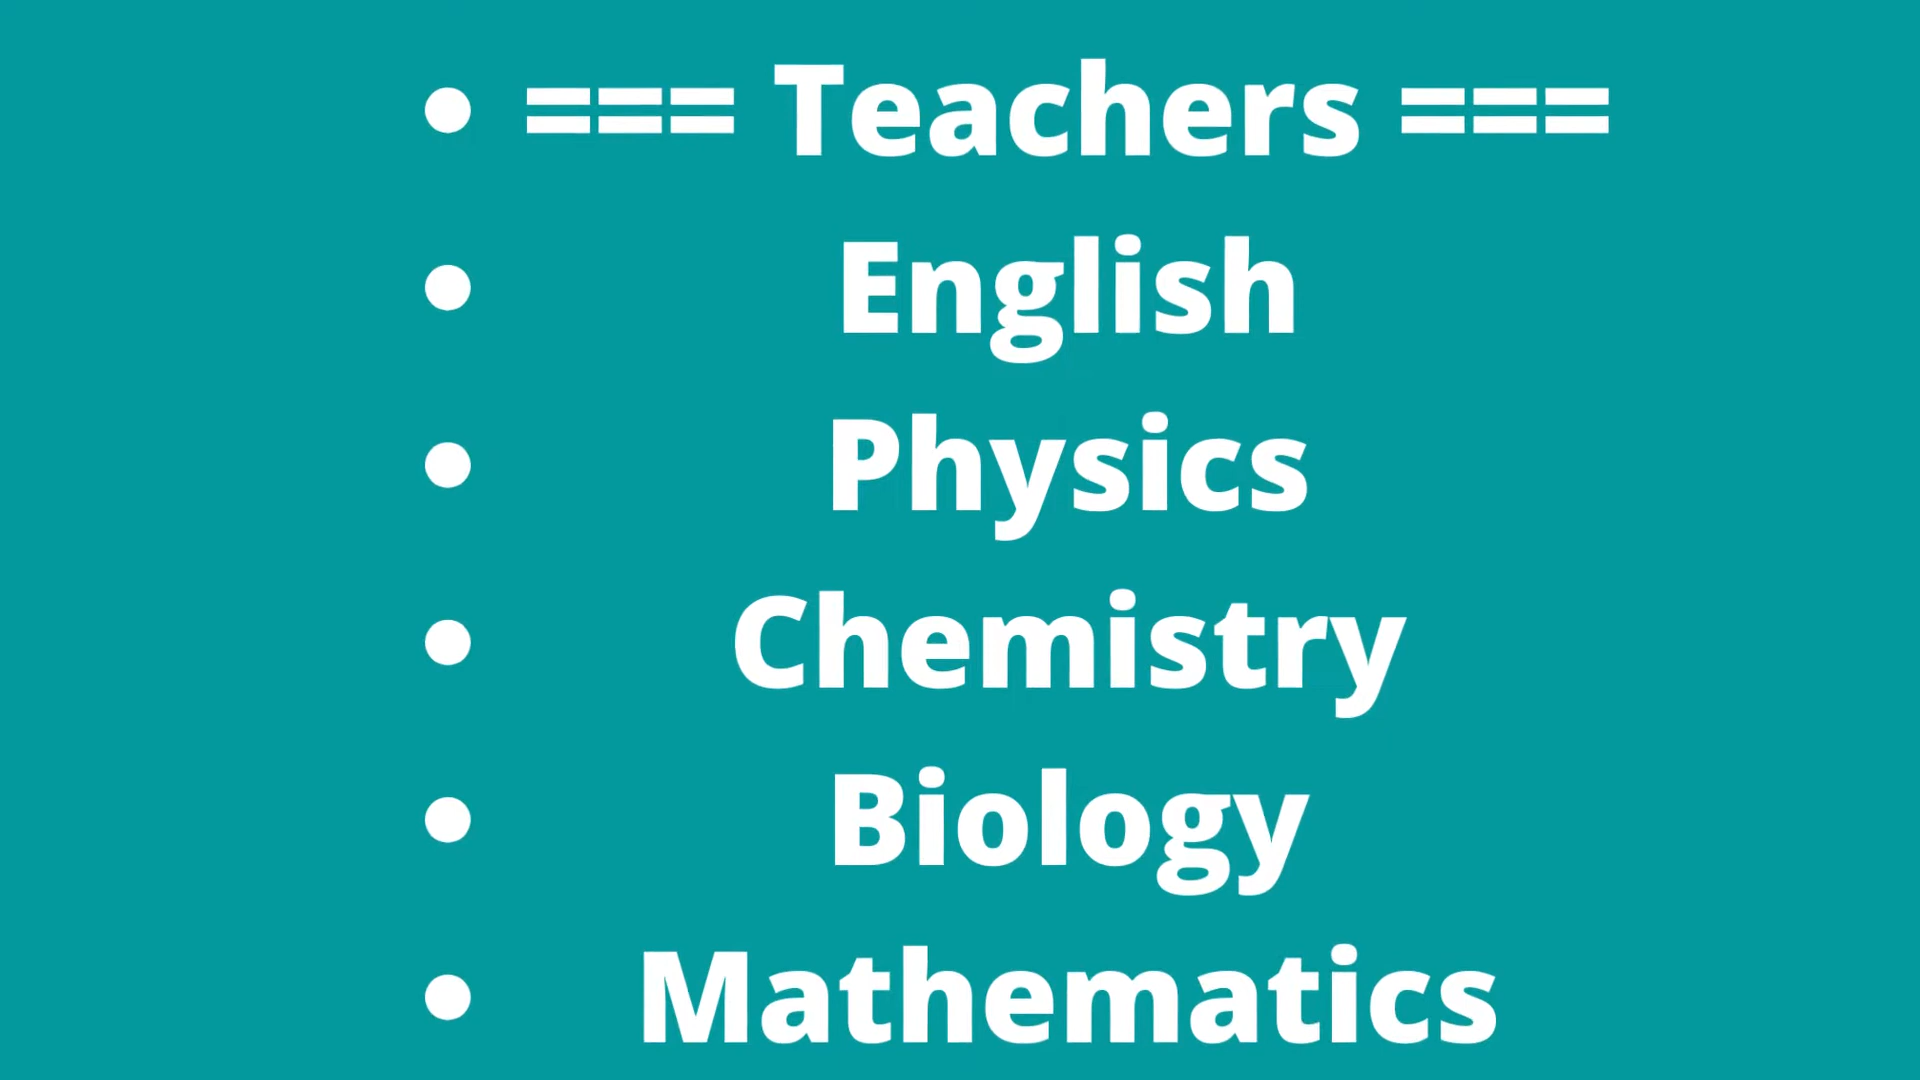 • === Teachers ===
• English
• Physics
• Chemistry
• Biology
• Mathematics